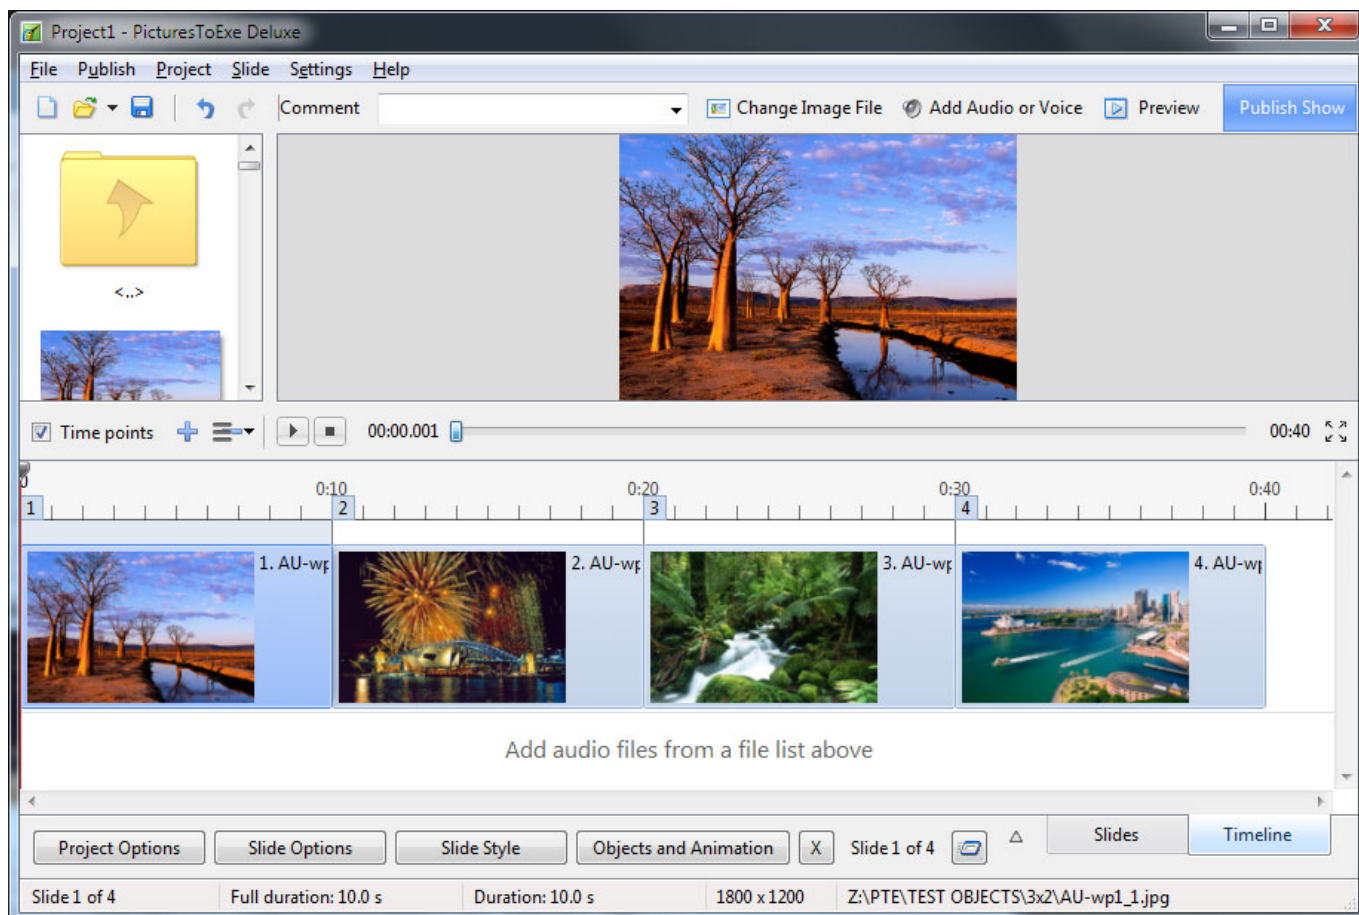 Project1 - PicturesToExe Deluxe
File Publish Project Slide Settings Help
Comment Change Image File Add Audio or Voice Preview Publish Show
<..>
Time points 00:00.001 00:40
0 0:10 0:20 0:30 0:40
1 2 3 4
1. AU-wp 2. AU-wp 3. AU-wp 4. AU-wp
Add audio files from a file list above
Project Options Slide Options Slide Style Objects and Animation X Slide 1 of 4 Slides Timeline
Slide 1 of 4 Full duration: 10.0 s Duration: 10.0 s 1800 x 1200 Z:\PTE\TEST OBJECTS\3x2\AU-wp1_1.jpg